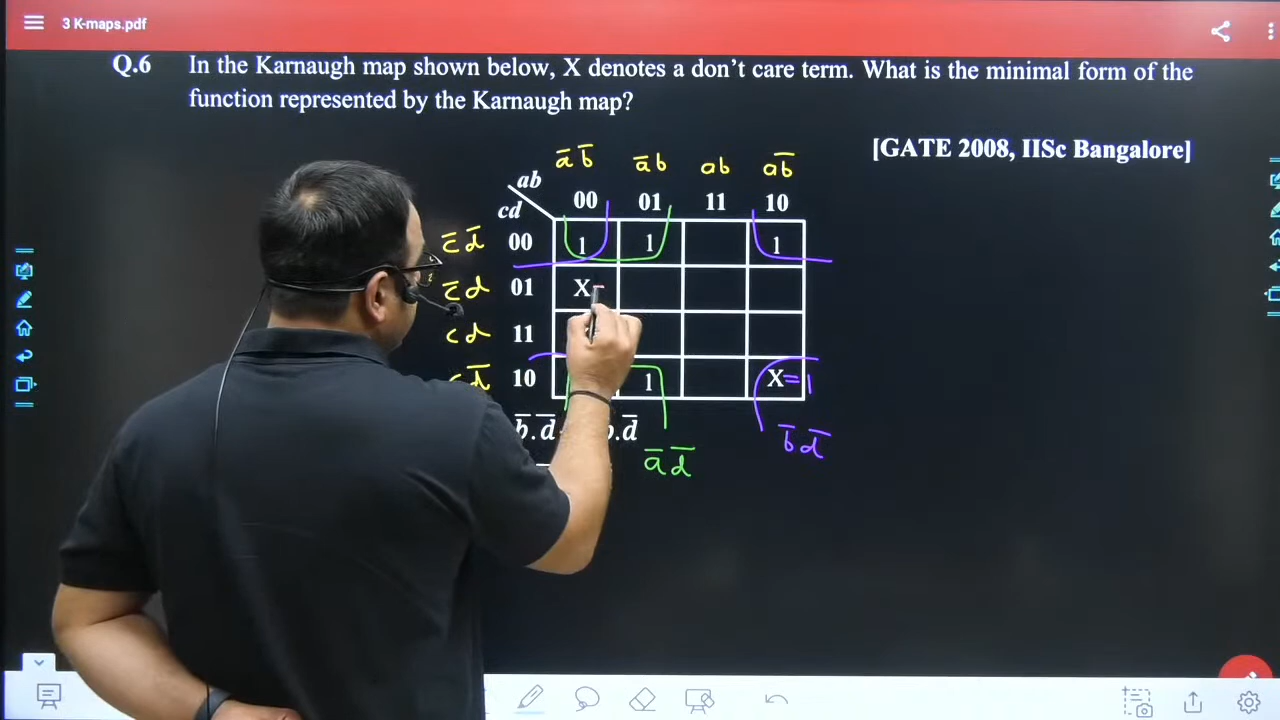 3 K-maps.pdf
Q.6 In the Karnaugh map shown below, X denotes a don't care term. What is the minimal form of the
function represented by the Karnaugh map?
[GATE 2008, IISc Bangalore]
a̅ b̅ a̅ b ab a b̅
ab
cd 00 01 11 10
c̅ d̅ 00 1 1 1
c̅ d 01 X=
cd 11
d̅ 10 1 X=1
b̅.d̅ .d̅
b̅ d̅
a̅ d̅